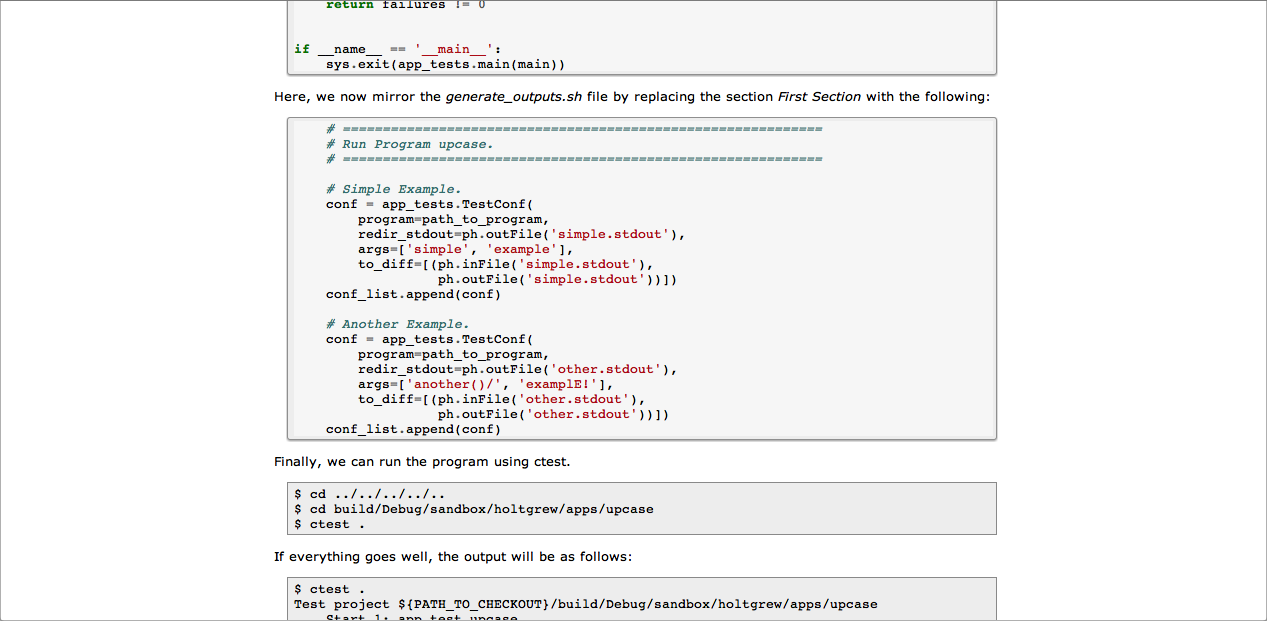 return failures != 0
if __name__ == '__main__':
    sys.exit(app_tests.main(main))
Here, we now mirror the generate_outputs.sh file by replacing the section First Section with the following:
    # ============================================================
    # Run Program upcase.
    # ============================================================
    # Simple Example.
    conf = app_tests.TestConf(
        program=path_to_program,
        redir_stdout=ph.outFile('simple.stdout'),
        args=['simple', 'example'],
        to_diff=[(ph.inFile('simple.stdout'),
                  ph.outFile('simple.stdout'))])
    conf_list.append(conf)
    # Another Example.
    conf = app_tests.TestConf(
        program=path_to_program,
        redir_stdout=ph.outFile('other.stdout'),
        args=['another()/', 'examplE!'],
        to_diff=[(ph.inFile('other.stdout'),
                  ph.outFile('other.stdout'))])
    conf_list.append(conf)
Finally, we can run the program using ctest.
$ cd ../../../../..
$ cd build/Debug/sandbox/holtgrew/apps/upcase
$ ctest .
If everything goes well, the output will be as follows:
$ ctest .
Test project ${PATH_TO_CHECKOUT}/build/Debug/sandbox/holtgrew/apps/upcase
    Start 1: app_test_upcase